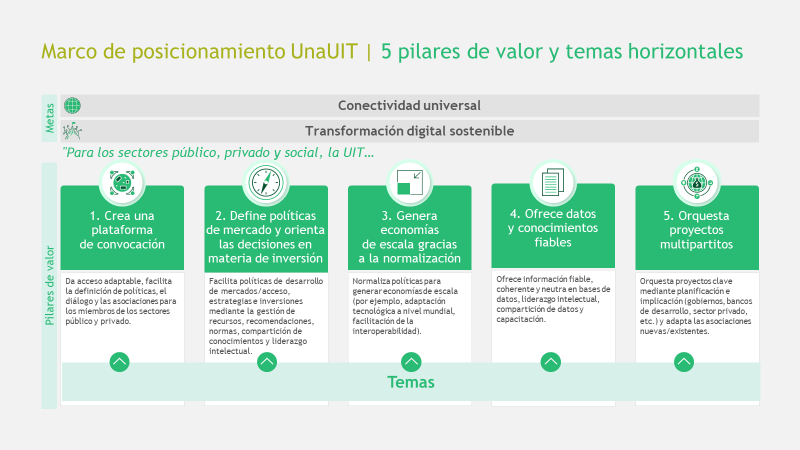 Marco de posicionamiento UnaUIT | 5 pilares de valor y temas horizontales
Metas
Conectividad universal
Transformación digital sostenible
"Para los sectores público, privado y social, la UIT…
Pilares de valor
1. Crea una
plataforma
de convocación
Da acceso adaptable, facilita
la definición de políticas, el
diálogo y las asociaciones para
los miembros de los sectores
público y privado.
2. Define políticas
de mercado y orienta
las decisiones en
materia de inversión
Facilita políticas de desarrollo
de mercados/acceso,
estrategias e inversiones
mediante la gestión de
recursos, recomendaciones,
normas, compartición de
conocimientos y liderazgo
intelectual.
3. Genera
economías
de escala gracias
a la normalización
Normaliza políticas para
generar economías de escala
(por ejemplo, adaptación
tecnológica a nivel mundial,
facilitación de la
interoperabilidad).
4. Ofrece datos
y conocimientos
fiables
Ofrece información fiable,
coherente y neutra en bases de
datos, liderazgo intelectual,
compartición de datos y
capacitación.
5. Orquesta
proyectos
multipartitos
Orquesta proyectos clave
mediante planificación e
implicación (gobiernos, bancos
de desarrollo, sector privado,
etc.) y adapta las asociaciones
nuevas/existentes.
Temas